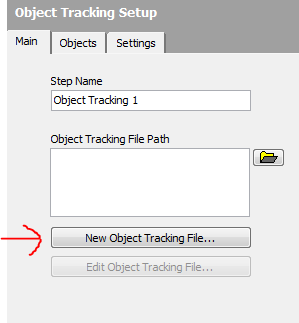 Object Tracking Setup
Main Objects Settings
Step Name
Object Tracking 1
Object Tracking File Path
New Object Tracking File...
Edit Object Tracking File...